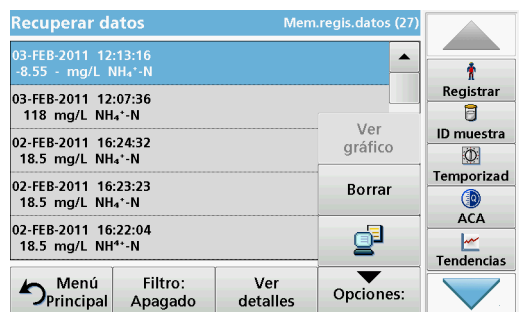 Recuperar datos
Mem.regis.datos (27)
03-FEB-2011 12:13:16
-8.55 - mg/L NH₄⁺-N
03-FEB-2011 12:07:36
118 mg/L NH₄⁺-N
02-FEB-2011 16:24:32
18.5 mg/L NH₄⁺-N
02-FEB-2011 16:23:23
18.5 mg/L NH₄⁺-N
02-FEB-2011 16:22:04
18.5 mg/L NH⁴⁺-N
Ver
gráfico
Borrar
Menú
Principal
Filtro:
Apagado
Ver
detalles
Opciones:
Registrar
ID muestra
Temporizad
ACA
Tendencias